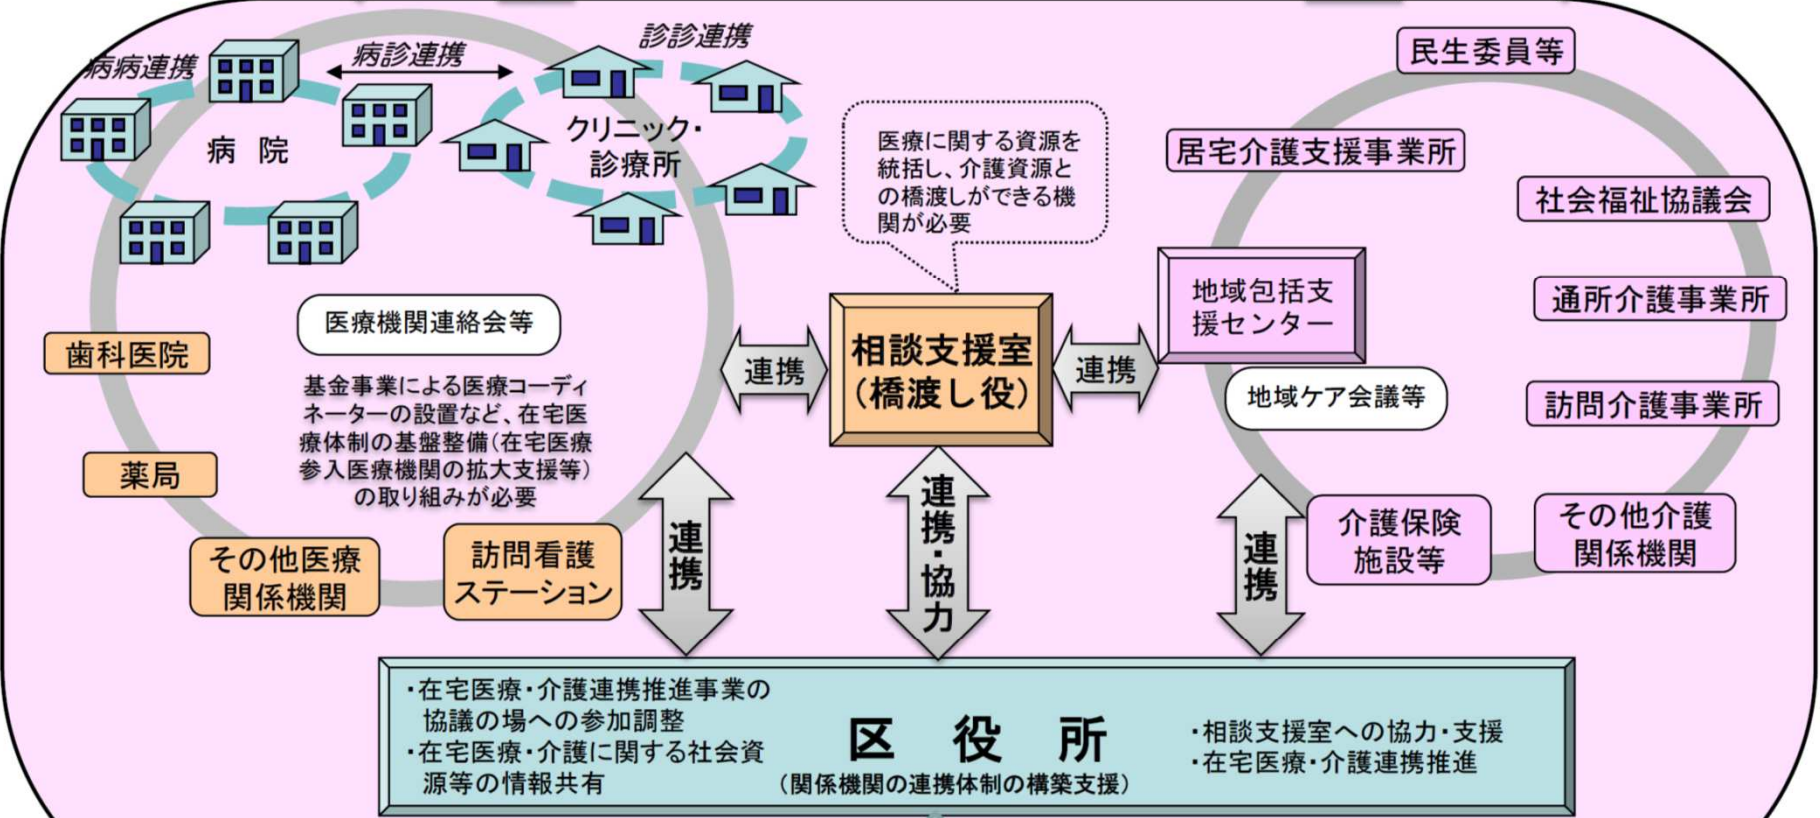 病病連携
病診連携
診診連携
病 院
クリニック・
診療所
医療機関連絡会等
歯科医院
基金事業による医療コーディ
ネーターの設置など、在宅医
療体制の基盤整備(在宅医療
参入医療機関の拡大支援等)
の取り組みが必要
薬局
その他医療
関係機関
訪問看護
ステーション
医療に関する資源を
統括し、介護資源と
の橋渡しができる機
関が必要
連携
相談支援室
(橋渡し役)
連携
民生委員等
居宅介護支援事業所
社会福祉協議会
地域包括支
援センター
通所介護事業所
地域ケア会議等
訪問介護事業所
介護保険
施設等
その他介護
関係機関
連携
連携・協力
連携
・在宅医療・介護連携推進事業の
協議の場への参加調整
・在宅医療・介護に関する社会資
源等の情報共有
区 役 所
(関係機関の連携体制の構築支援)
・相談支援室への協力・支援
・在宅医療・介護連携推進